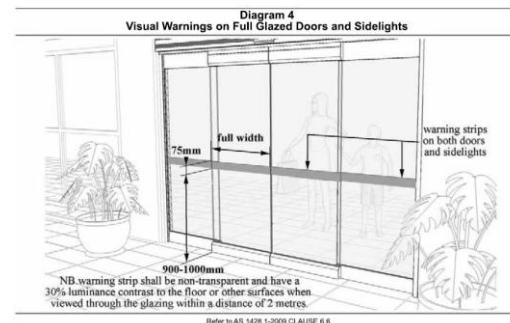 Diagram 4
Visual Warnings on Full Glazed Doors and Sidelights
full width
75mm
warning strips
on both doors
and sidelights
900-1000mm
NB.warning strip shall be non-transparent and have a
30% luminance contrast to the floor or other surfaces when
viewed through the glazing within a distance of 2 metres.
Refer to AS 1428.1-2009 CLAUSE 6.6